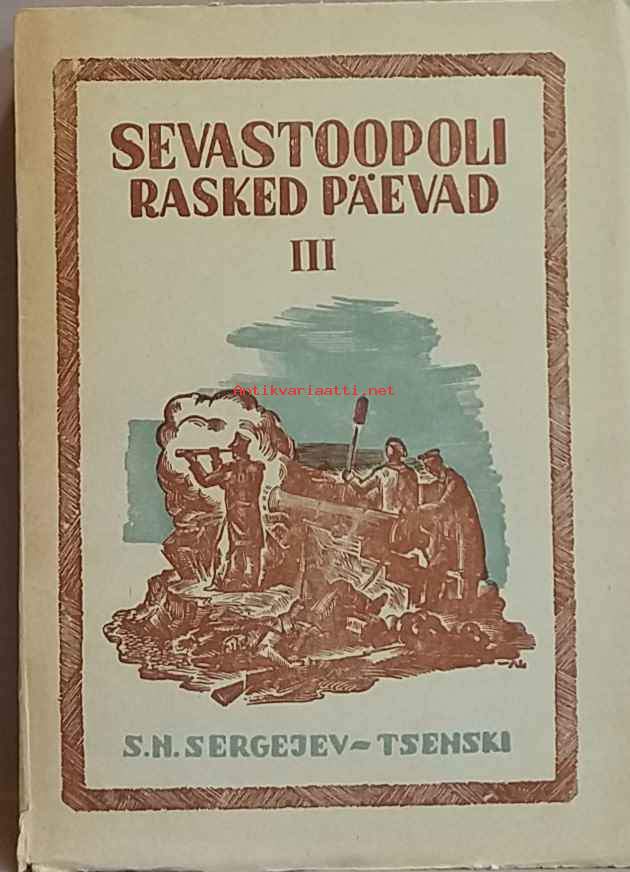 SEVASTOOPOLI
RASKED PÄEVAD
III
Antikvariaatti.net
S.N. SERGEJEV-TSENSKI